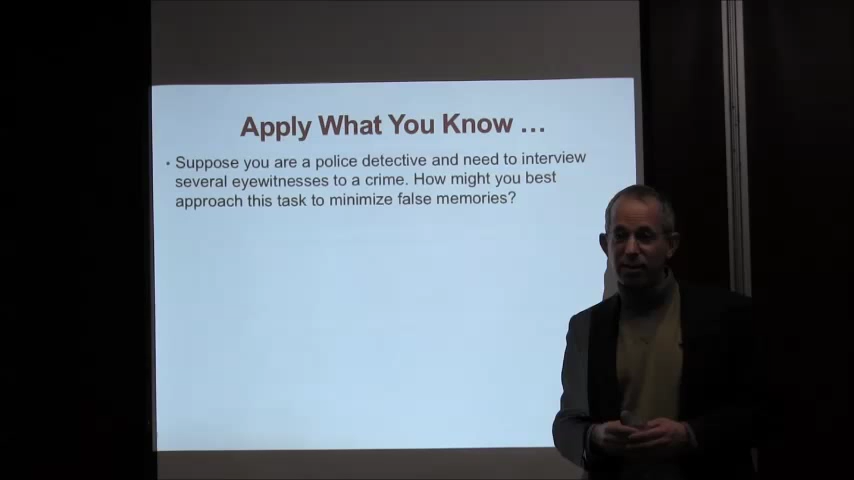 Apply What You Know …
• Suppose you are a police detective and need to interview
several eyewitnesses to a crime. How might you best
approach this task to minimize false memories?